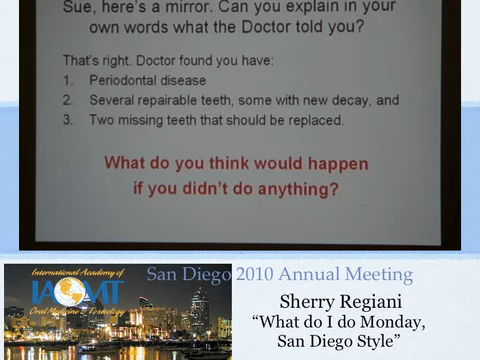 Sue, here's a mirror. Can you explain in your
own words what the Doctor told you?
That's right. Doctor found you have:
1. Periodontal disease
2. Several repairable teeth, some with new decay, and
3. Two missing teeth that should be replaced.
What do you think would happen
if you didn't do anything?
International Academy of
IAOMT
Oral Medicine & Toxicology
San Diego 2010 Annual Meeting
Sherry Regiani
“What do I do Monday,
San Diego Style”